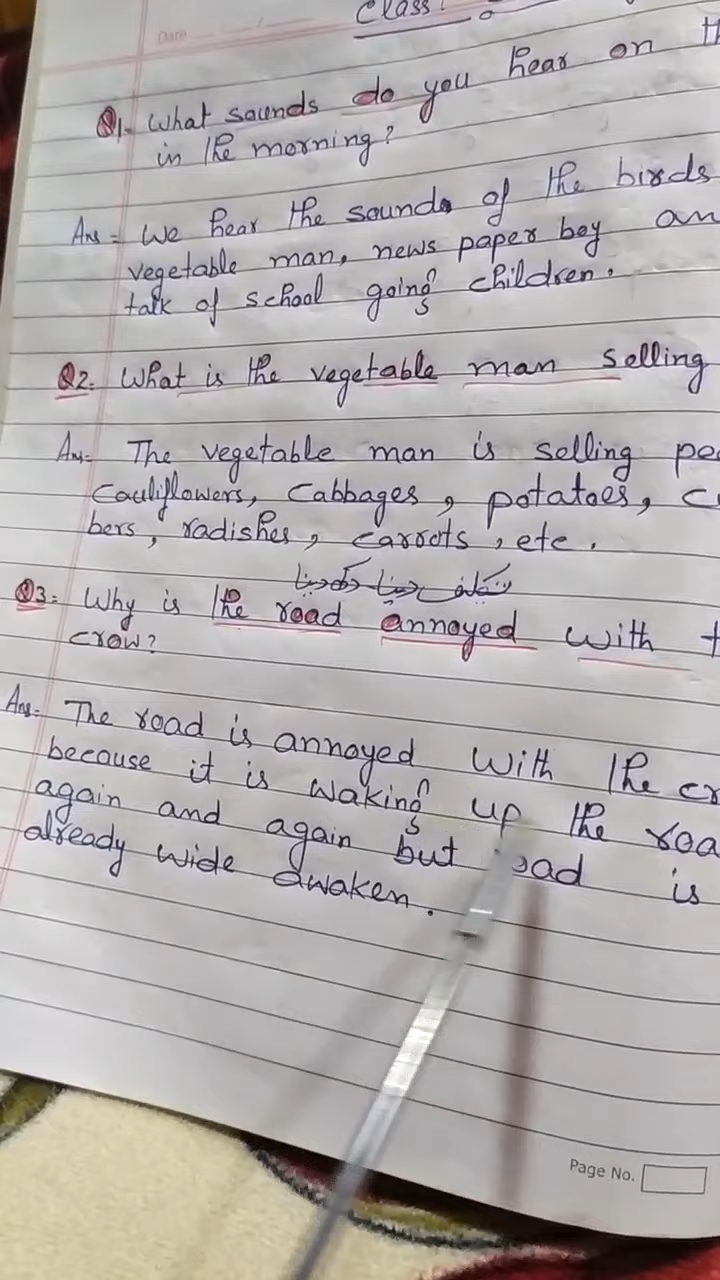 Date
Class:
Q1. What sounds do you hear on
in the morning?
Ans = We hear the sounds of the birds
vegetable man, news paper boy an
talk of school going children.
Q2. What is the vegetable man selling
Ans. The vegetable man is selling pe
Cauliflowers, Cabbages, potatoes, c
bers, radishes, carrots, etc.
Q3. Why is the road annoyed with t
crow?
Ans. The road is annoyed with the cr
because it is waking up the roa
again and again but road is
already wide awaken.
Page No.